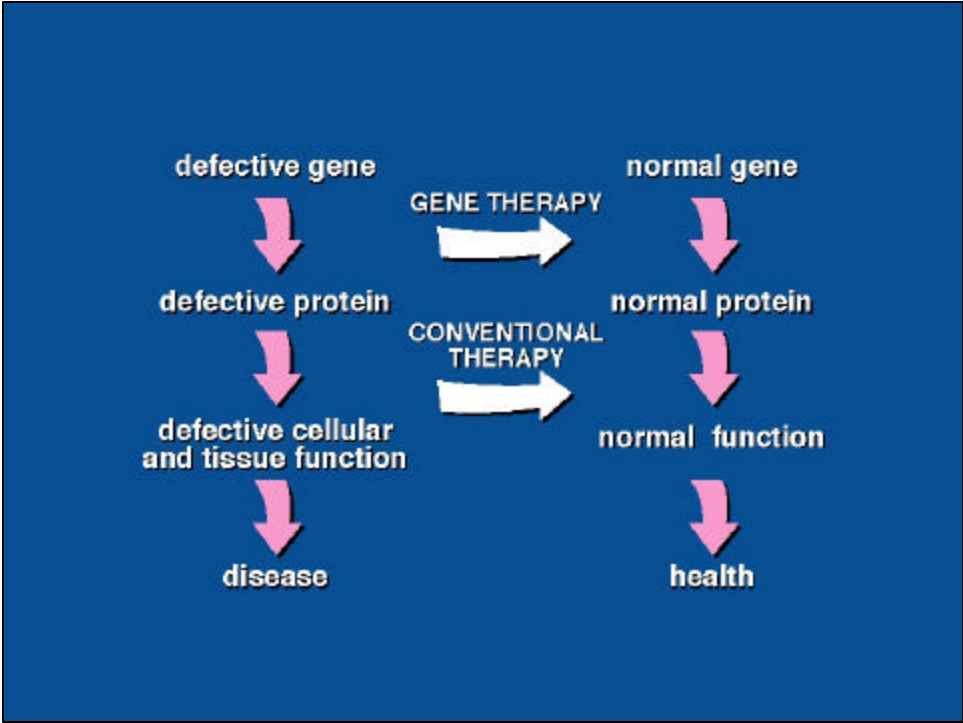 defective gene
normal gene
GENE THERAPY
defective protein
normal protein
CONVENTIONAL
THERAPY
defective cellular
and tissue function
normal function
disease
health